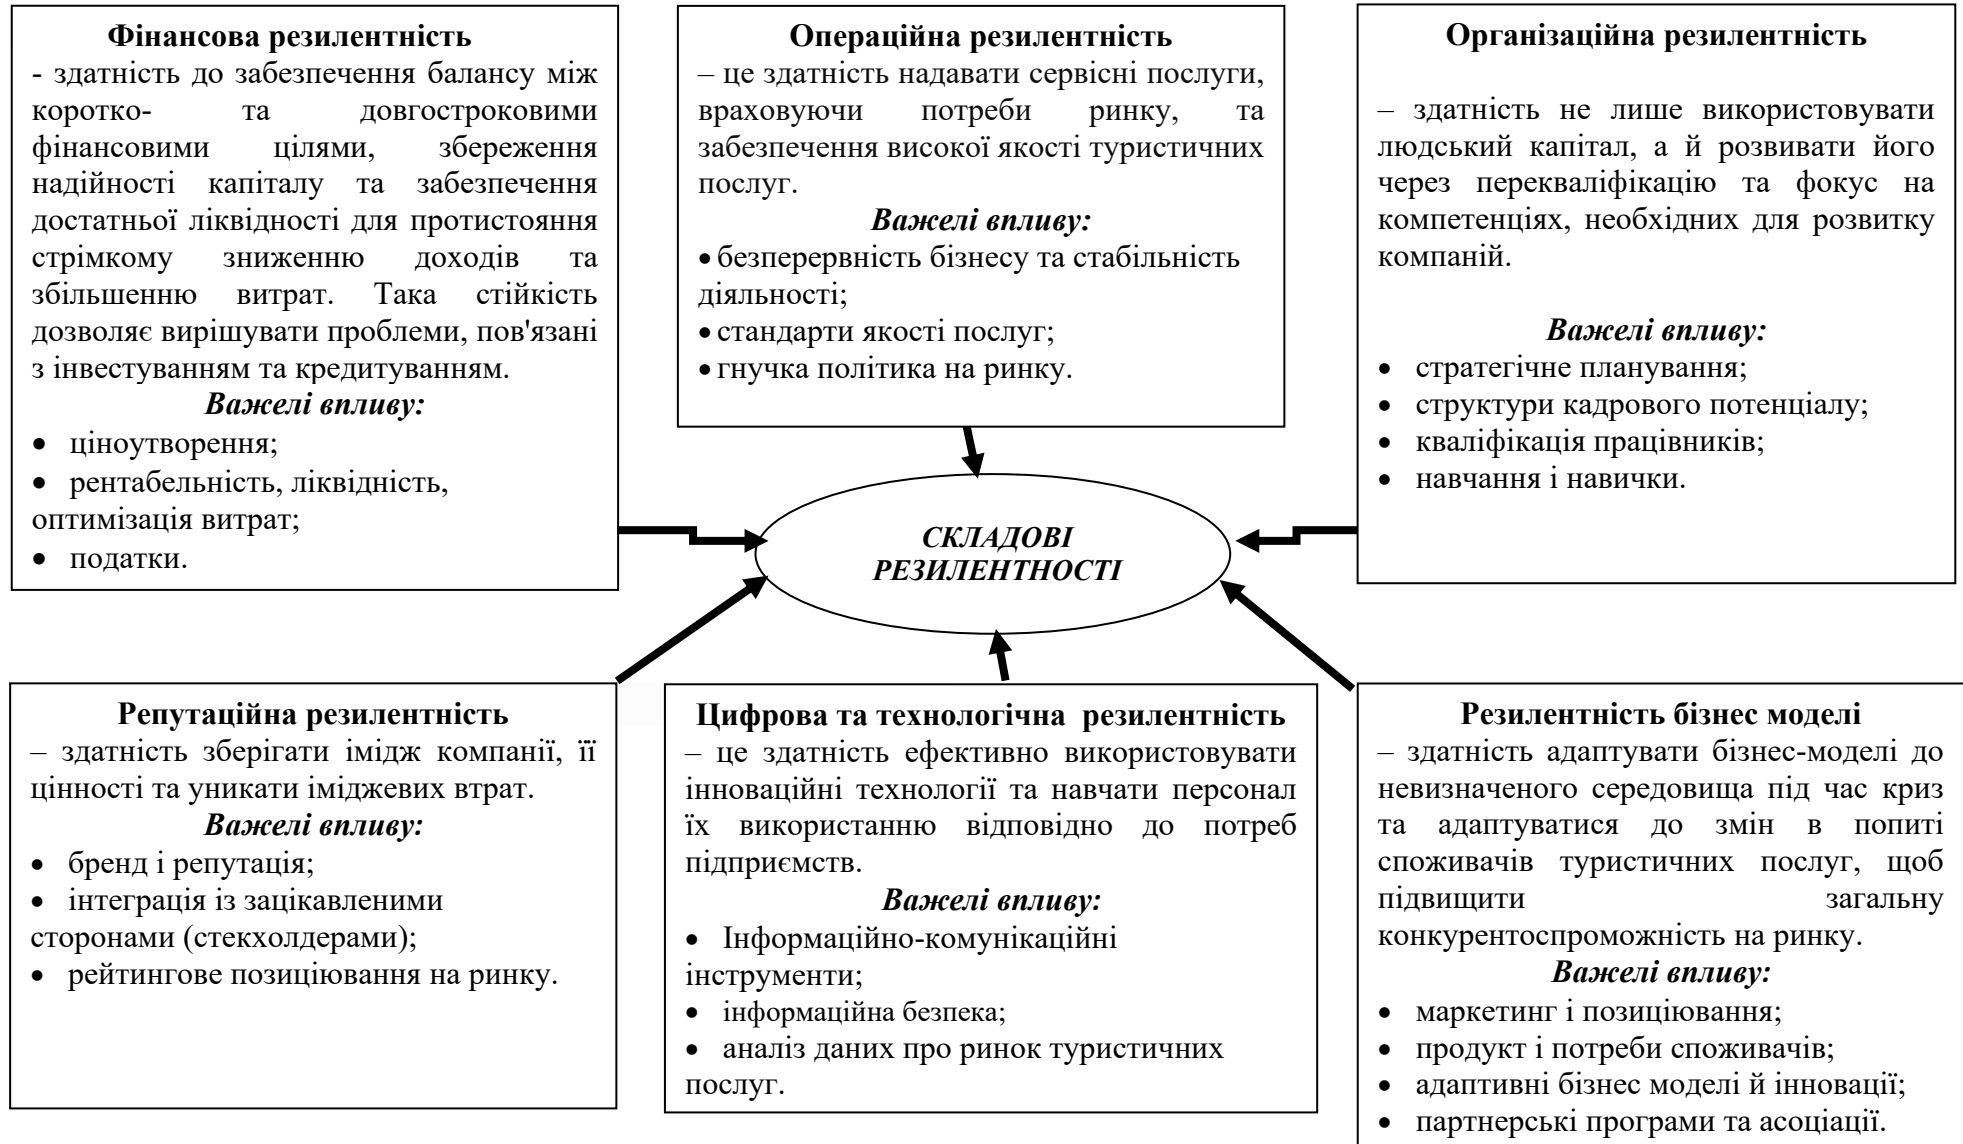 Фінансова резилентність
- здатність до забезпечення балансу між
коротко- та довгостроковими
фінансовими цілями, збереження
надійності капіталу та забезпечення
достатньої ліквідності для протистояння
стрімкому зниженню доходів та
збільшенню витрат. Така стійкість
дозволяє вирішувати проблеми, пов'язані
з інвестуванням та кредитуванням.
Важелі впливу:
• ціноутворення;
• рентабельність, ліквідність,
оптимізація витрат;
• податки.
Операційна резилентність
– це здатність надавати сервісні послуги,
враховуючи потреби ринку, та
забезпечення високої якості туристичних
послуг.
Важелі впливу:
• безперервність бізнесу та стабільність
діяльності;
• стандарти якості послуг;
• гнучка політика на ринку.
Організаційна резилентність
– здатність не лише використовувати
людський капітал, а й розвивати його
через перекваліфікацію та фокус на
компетенціях, необхідних для розвитку
компаній.
Важелі впливу:
• стратегічне планування;
• структури кадрового потенціалу;
• кваліфікація працівників;
• навчання і навички.
СКЛАДОВІ
РЕЗИЛЕНТНОСТІ
Репутаційна резилентність
– здатність зберігати імідж компанії, її
цінності та уникати іміджевих втрат.
Важелі впливу:
• бренд і репутація;
• інтеграція із зацікавленими
сторонами (стекхолдерами);
• рейтингове позиціювання на ринку.
Цифрова та технологічна резилентність
– це здатність ефективно використовувати
інноваційні технології та навчати персонал
їх використанню відповідно до потреб
підприємств.
Важелі впливу:
• Інформаційно-комунікаційні
інструменти;
• інформаційна безпека;
• аналіз даних про ринок туристичних
послуг.
Резилентність бізнес моделі
– здатність адаптувати бізнес-моделі до
невизначеного середовища під час криз
та адаптуватися до змін в попиті
споживачів туристичних послуг, щоб
підвищити загальну
конкурентоспроможність на ринку.
Важелі впливу:
• маркетинг і позиціювання;
• продукт і потреби споживачів;
• адаптивні бізнес моделі й інновації;
• партнерські програми та асоціації.